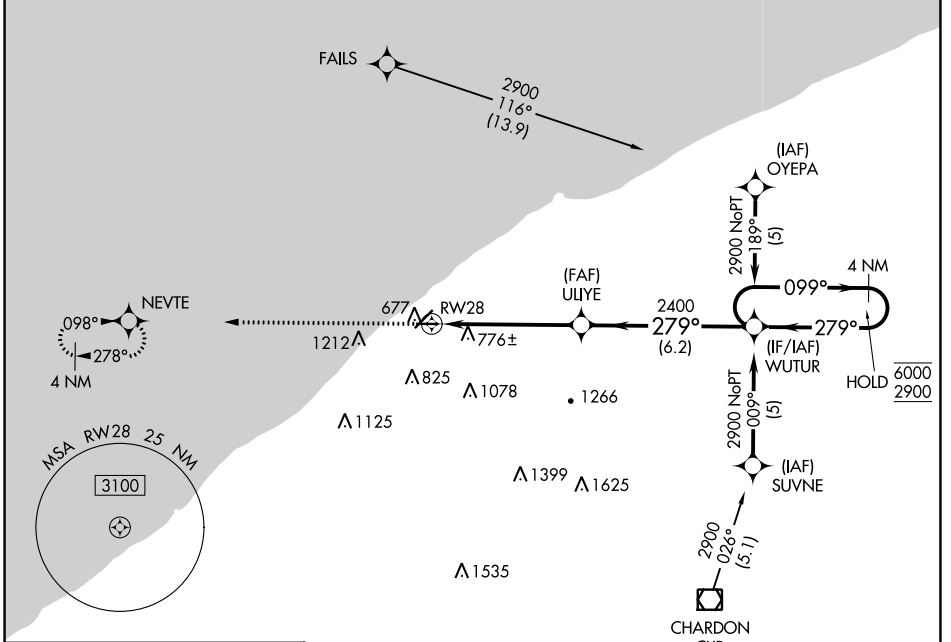 FAILS
2900
116°
(13.9)
(IAF)
OYEPA
2900 NoPT
189°
(5)
4 NM
099°
NEVTE
098°
278°
4 NM
677
RW28
(FAF)
ULIYE
2400
279°
(6.2)
279°
(IF/IAF)
WUTUR
HOLD
6000
2900
1212
776±
825
1078
1266
1125
2900 NoPT
009°
(5)
MSA RW28 25 NM
3100
1399
1625
(IAF)
SUVNE
2900
026°
(5.1)
1535
CHARDON